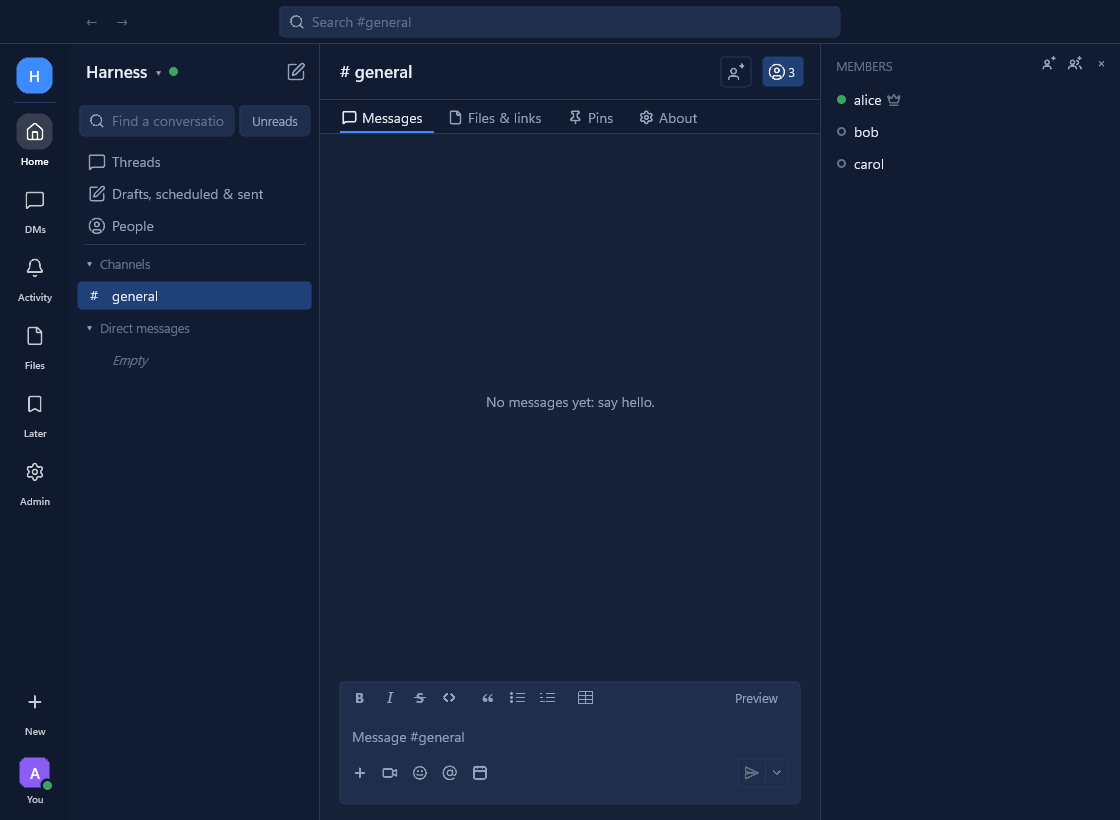 Search #general
H
Home
DMs
Activity
Files
Later
Admin
New
A
You
Harness
Find a conversatio
Unreads
Threads
Drafts, scheduled & sent
People
Channels
# general
Direct messages
Empty
# general
3
Messages
Files & links
Pins
About
No messages yet: say hello.
B I S
Preview
Message #general
MEMBERS
alice
bob
carol